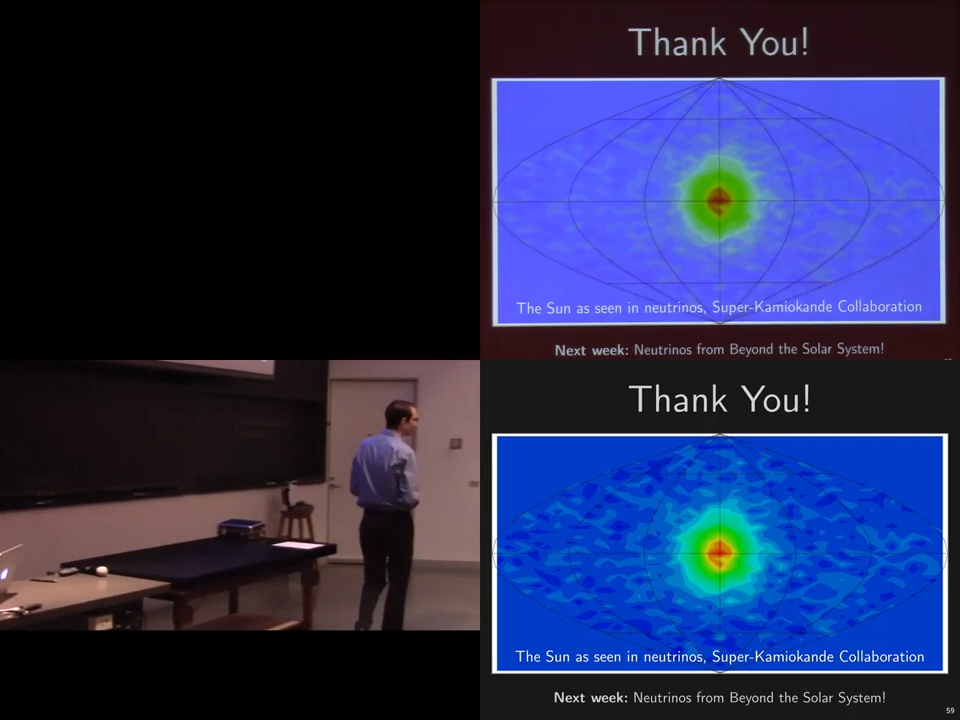 Thank You!
The Sun as seen in neutrinos, Super-Kamiokande Collaboration
Next week: Neutrinos from Beyond the Solar System!
Thank You!
The Sun as seen in neutrinos, Super-Kamiokande Collaboration
Next week: Neutrinos from Beyond the Solar System!
59